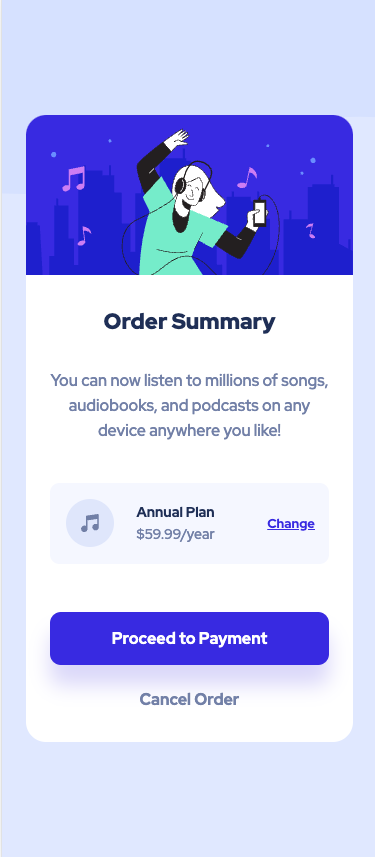 Order Summary
You can now listen to millions of songs,
audiobooks, and podcasts on any
device anywhere you like!
Annual Plan
$59.99/year
Change
Proceed to Payment
Cancel Order